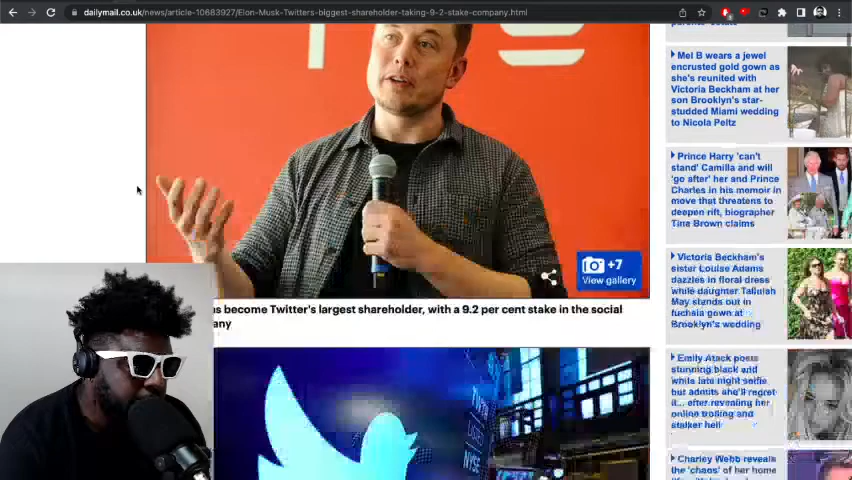 dailymail.co.uk/news/article-10683927/Elon-Musk-Twitters-biggest-shareholder-taking-9-2-stake-company.html
Mel B wears a jewel
encrusted gold gown as
she's reunited with
Victoria Beckham at her
son Brooklyn's star-
studded Miami wedding
to Nicola Peltz
Prince Harry 'can't
stand' Camilla and will
'go after' her and Prince
Charles in his memoir in
move that threatens to
deepen rift, biographer
Tina Brown claims
+7
View gallery
Victoria Beckham's
sister Louise Adams
dazzles in floral dress
while daughter Tallulah
May stands out in
fuchsia gown at
Brooklyn's wedding
s become Twitter's largest shareholder, with a 9.2 per cent stake in the social
any
Emily Atack posts
stunning black and
white late night selfie
but admits she'll regret
it... after revealing her
online trolling and
stalker hell
NYSE
Charley Webb reveals
the 'chaos' of her home